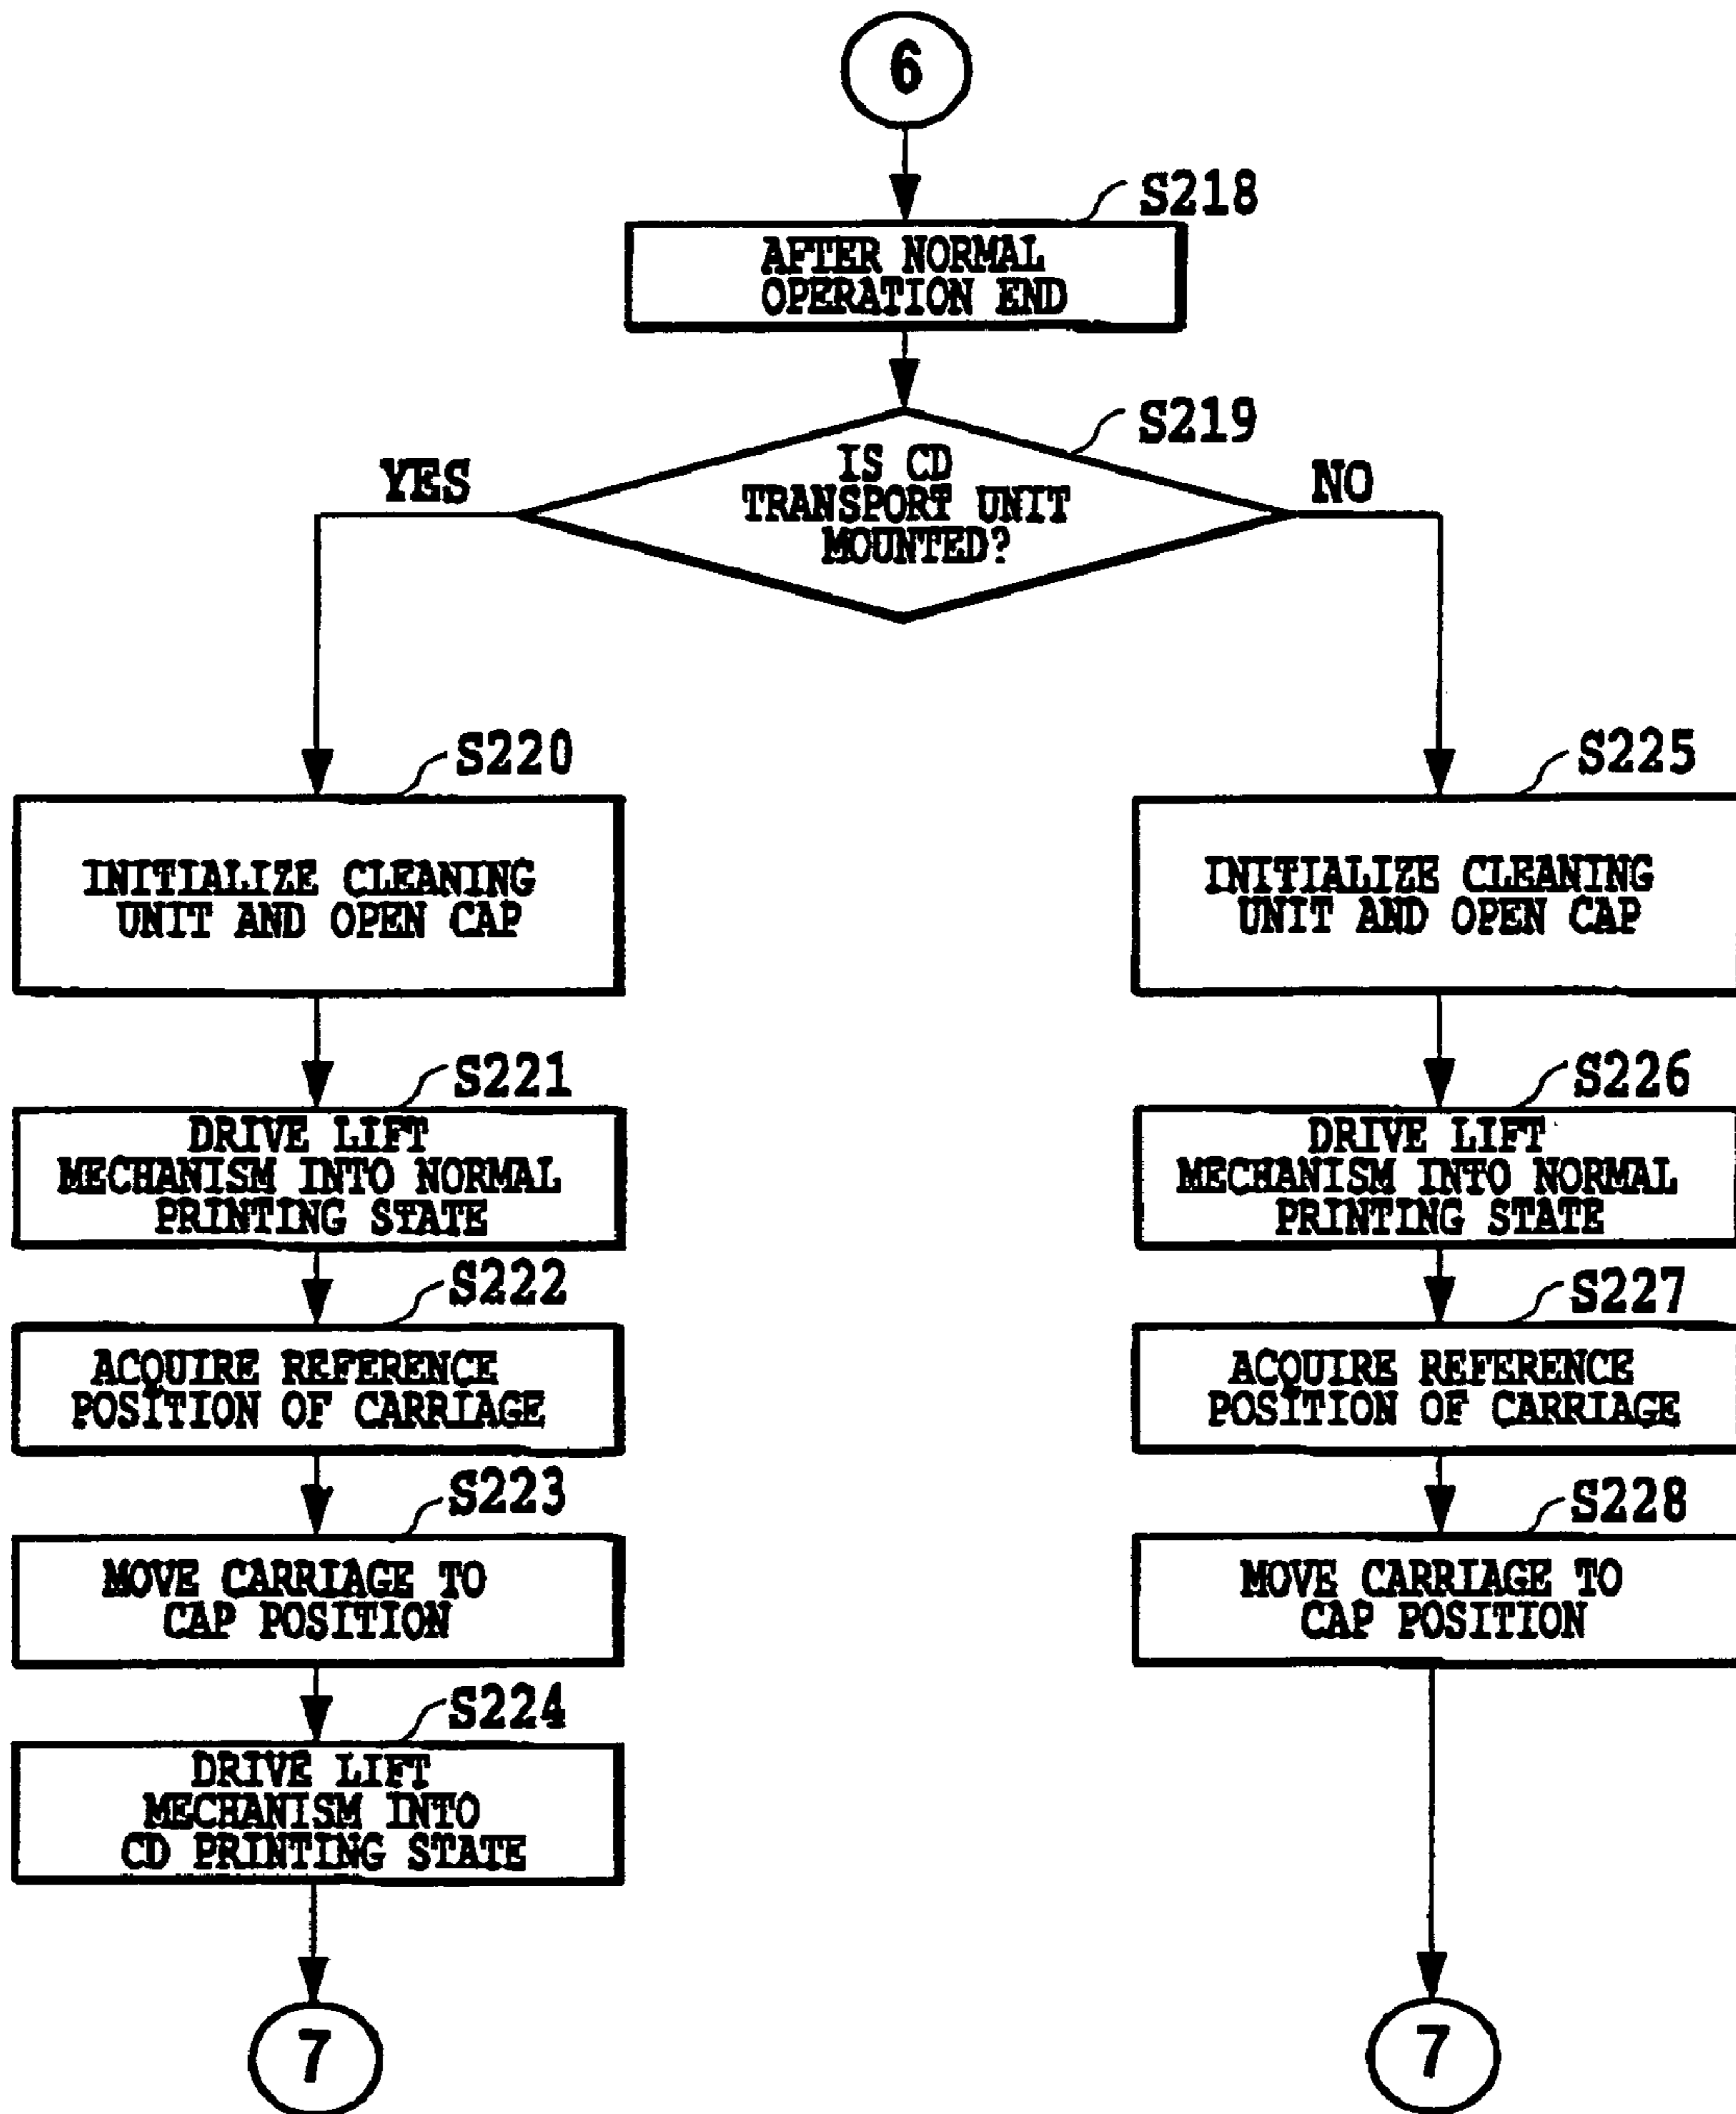 6
S218
AFTER NORMAL
OPERATION END
S219
IS CD
TRANSPORT UNIT
MOUNTED?
YES
NO
S220
INITIALIZE CLEANING
UNIT AND OPEN CAP
S221
DRIVE LIFT
MECHANISM INTO NORMAL
PRINTING STATE
S222
ACQUIRE REFERENCE
POSITION OF CARRIAGE
S223
MOVE CARRIAGE TO
CAP POSITION
S224
DRIVE LIFT
MECHANISM INTO
CD PRINTING STATE
7
S225
INITIALIZE CLEANING
UNIT AND OPEN CAP
S226
DRIVE LIFT
MECHANISM INTO NORMAL
PRINTING STATE
S227
ACQUIRE REFERENCE
POSITION OF CARRIAGE
S228
MOVE CARRIAGE TO
CAP POSITION
7